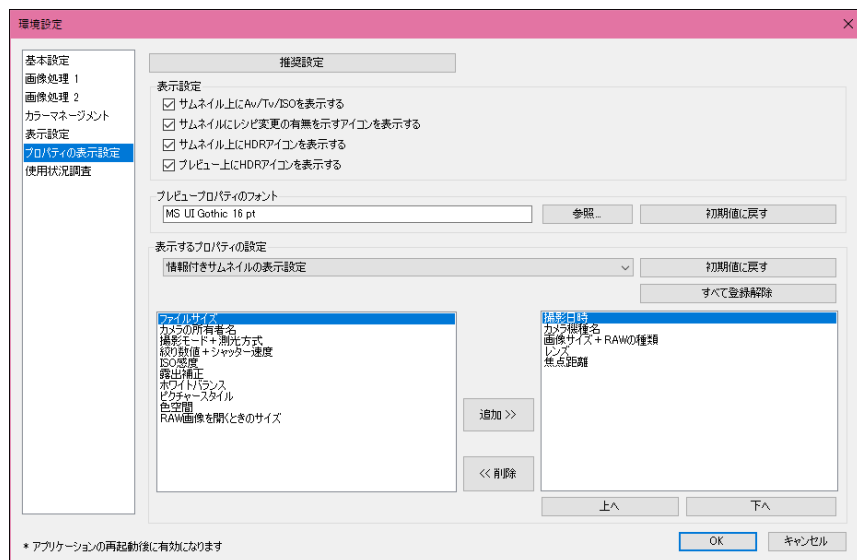 環境設定
基本設定
画像処理 1
画像処理 2
カラーマネージメント
表示設定
プロパティの表示設定
使用状況調査
推奨設定
表示設定
サムネイル上にAv/Tv/ISOを表示する
サムネイルにレシピ変更の有無を示すアイコンを表示する
サムネイル上にHDRアイコンを表示する
プレビュー上にHDRアイコンを表示する
プレビュープロパティのフォント
MS UI Gothic 16 pt
参照...
初期値に戻す
表示するプロパティの設定
情報付きサムネイルの表示設定
初期値に戻す
すべて登録解除
ファイルサイズ
カメラの所有者名
撮影モード+測光方式
絞り数値+シャッター速度
ISO感度
露出補正
ホワイトバランス
ピクチャースタイル
色空間
RAW画像を開くときのサイズ
追加 >>
<< 削除
撮影日時
カメラ機種名
画像サイズ+RAWの種類
レンズ
焦点距離
上へ
下へ
* アプリケーションの再起動後に有効になります
OK
キャンセル